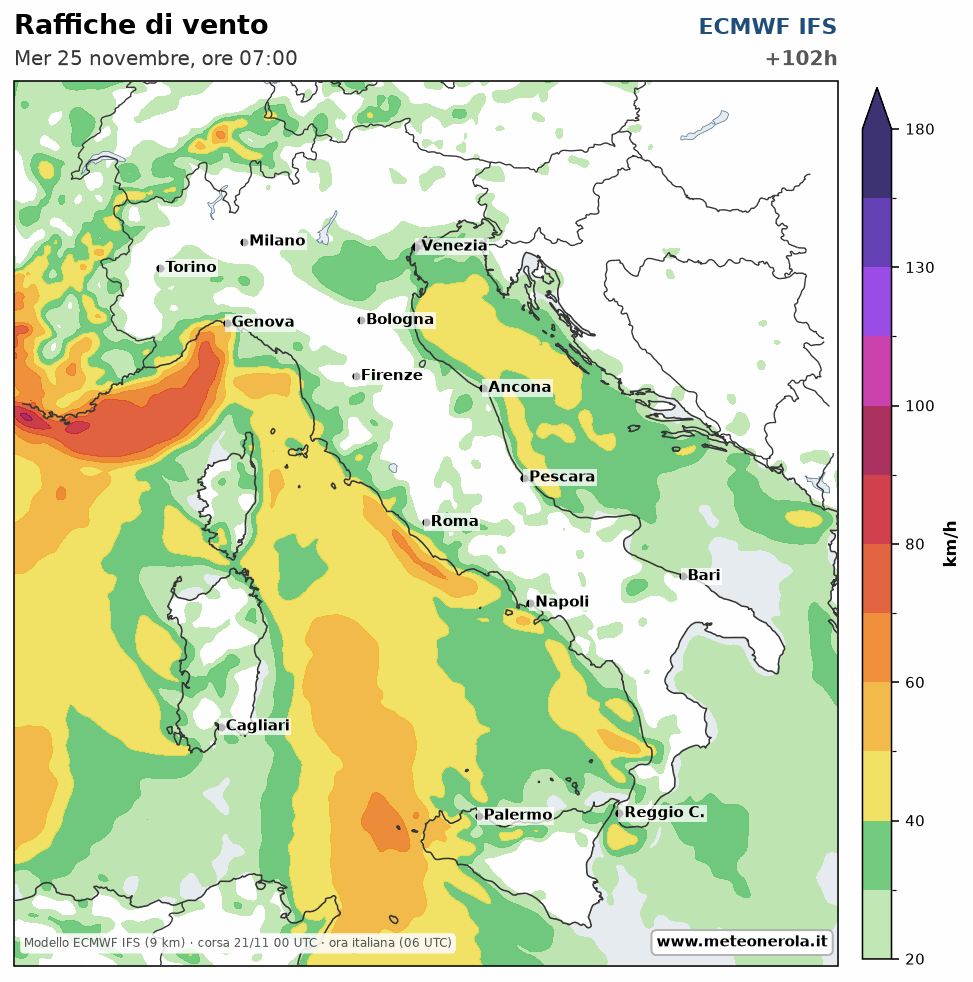 Raffiche di vento
ECMWF IFS
Mer 25 novembre, ore 07:00
+102h
180
Milano
Venezia
Torino
130
Genova
Bologna
Firenze
Ancona
100
Pescara
Roma
80
km/h
Bari
Napoli
60
Cagliari
Palermo
Reggio C.
40
Modello ECMWF IFS (9 km) · corsa 21/11 00 UTC · ora italiana (06 UTC)
www.meteonerola.it
20